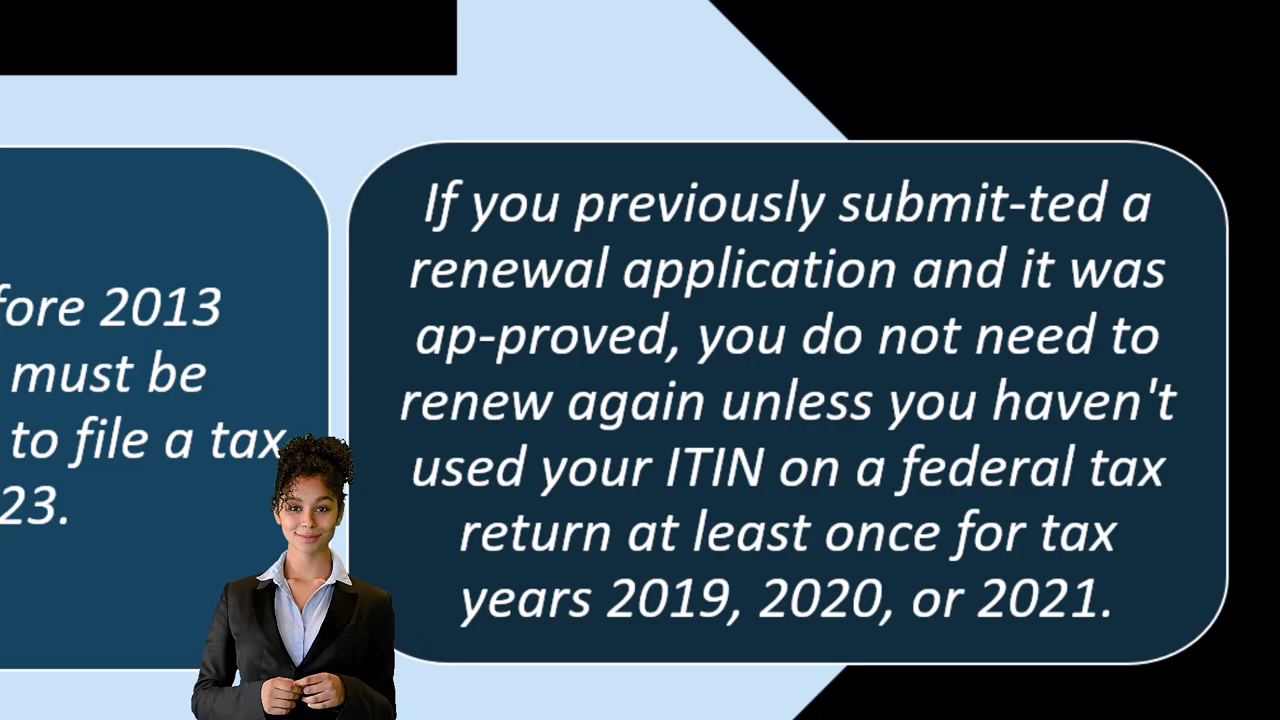 fore 2013
must be
to file a tax
23.
If you previously submit-ted a
renewal application and it was
ap-proved, you do not need to
renew again unless you haven't
used your ITIN on a federal tax
return at least once for tax
years 2019, 2020, or 2021.